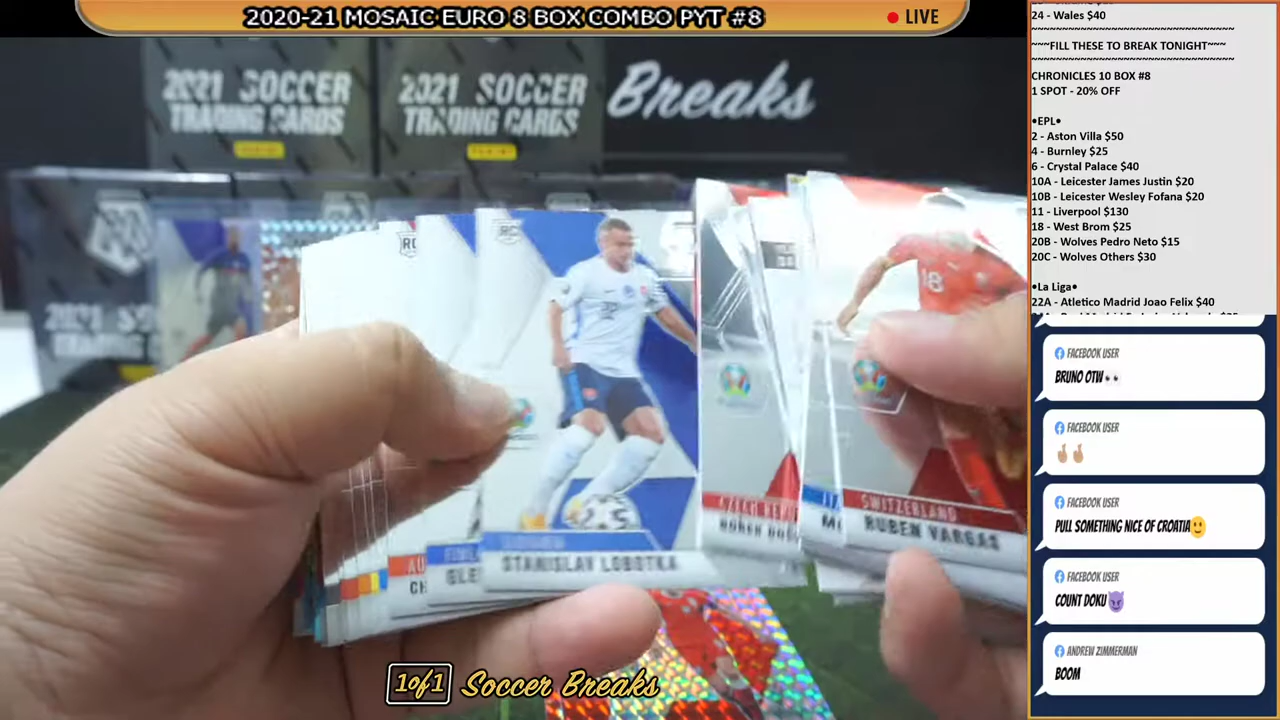 2020-21 MOSAIC EURO 8 BOX COMBO PYT #8
LIVE
2021 SOCCER
TRADING CARDS
PANINI
2021 SOCCER
TRADING CARDS
PANINI
Breaks
RC
RC
18
SWITZERLAND
RUBEN VARGAS
STANISLAV LOBOTKA
1of1 Soccer Breaks
24 - Wales $40
~~~~~~~~~~~~~~~~~~~~~~~~~~~~~
~~~FILL THESE TO BREAK TONIGHT~~~
~~~~~~~~~~~~~~~~~~~~~~~~~~~~~
CHRONICLES 10 BOX #8
1 SPOT - 20% OFF
•EPL•
2 - Aston Villa $50
4 - Burnley $25
6 - Crystal Palace $40
10A - Leicester James Justin $20
10B - Leicester Wesley Fofana $20
11 - Liverpool $130
18 - West Brom $25
20B - Wolves Pedro Neto $15
20C - Wolves Others $30
•La Liga•
22A - Atletico Madrid Joao Felix $40
FACEBOOK USER
BRUNO OTW👀
FACEBOOK USER
🤞🏽🤞🏽
FACEBOOK USER
PULL SOMETHING NICE OF CROATIA🙂
FACEBOOK USER
COUNT DOKU😈
ANDREW ZIMMERMAN
BOOM